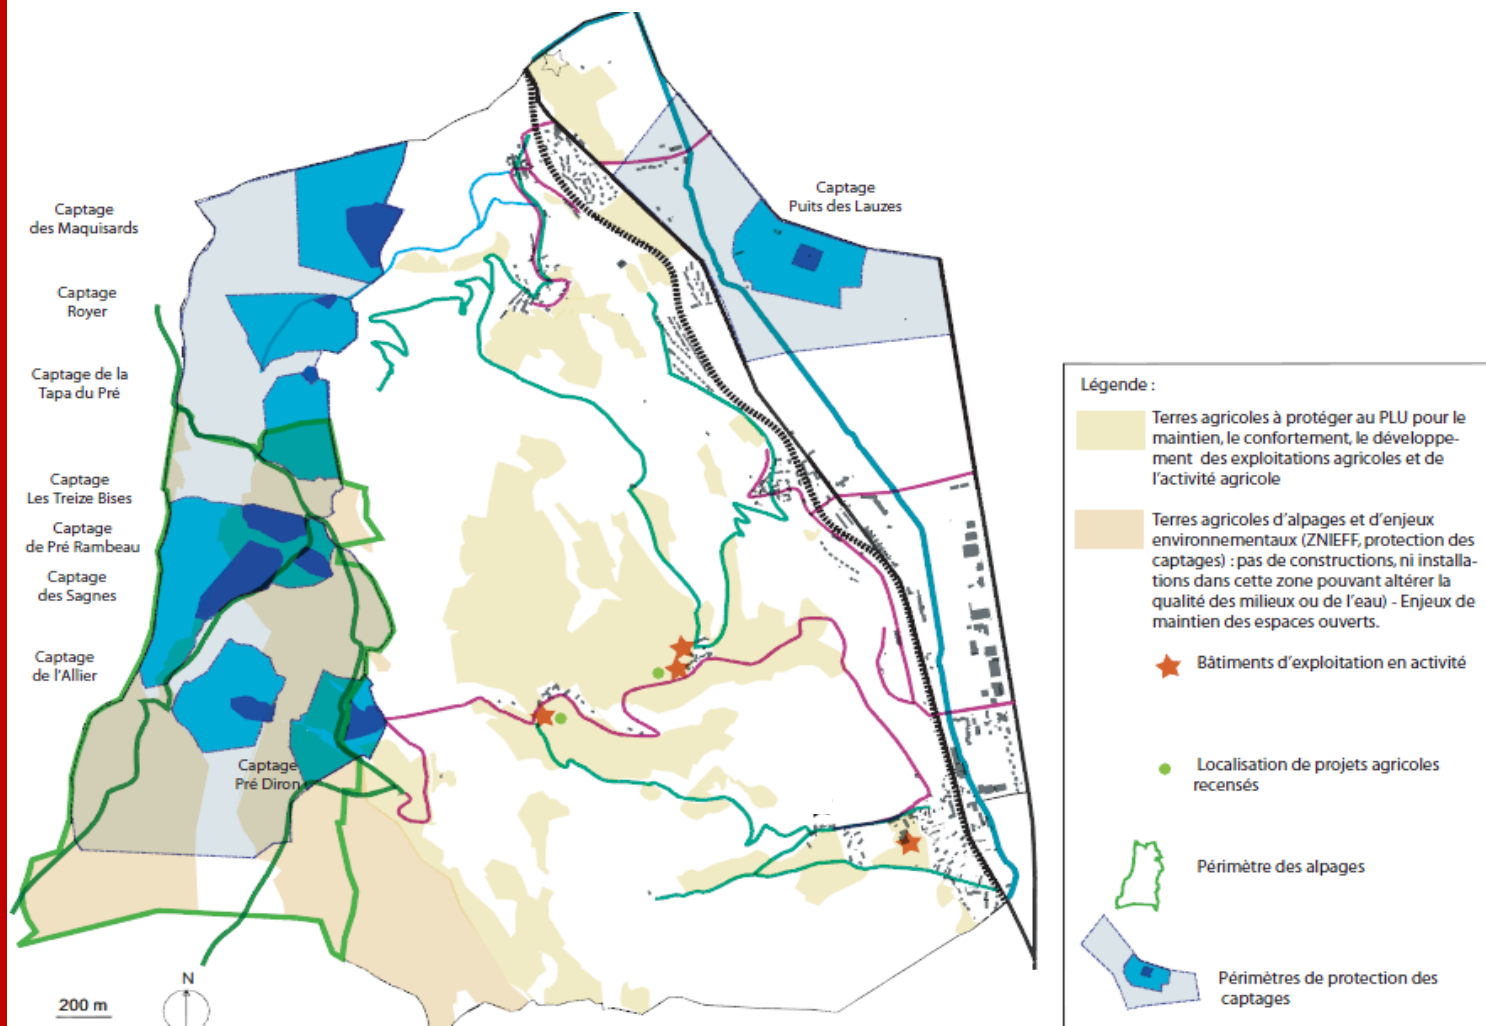 Captage
des Maquisards
Captage
Royer
Captage de la
Tapa du Pré
Captage
Les Treize Bises
Captage
de Pré Rambeau
Captage
des Sagnes
Captage
de l'Allier
Captage
Pré Diron
Captage
Puits des Lauzes
200 m
N
Légende :
Terres agricoles à protéger au PLU pour le
maintien, le confortement, le développe-
ment des exploitations agricoles et de
l'activité agricole
Terres agricoles d'alpages et d'enjeux
environnementaux (ZNIEFF, protection des
captages) : pas de constructions, ni installa-
tions dans cette zone pouvant altérer la
qualité des milieux ou de l'eau) - Enjeux de
maintien des espaces ouverts.
Bâtiments d'exploitation en activité
Localisation de projets agricoles
recensés
Périmètre des alpages
Périmètres de protection des
captages